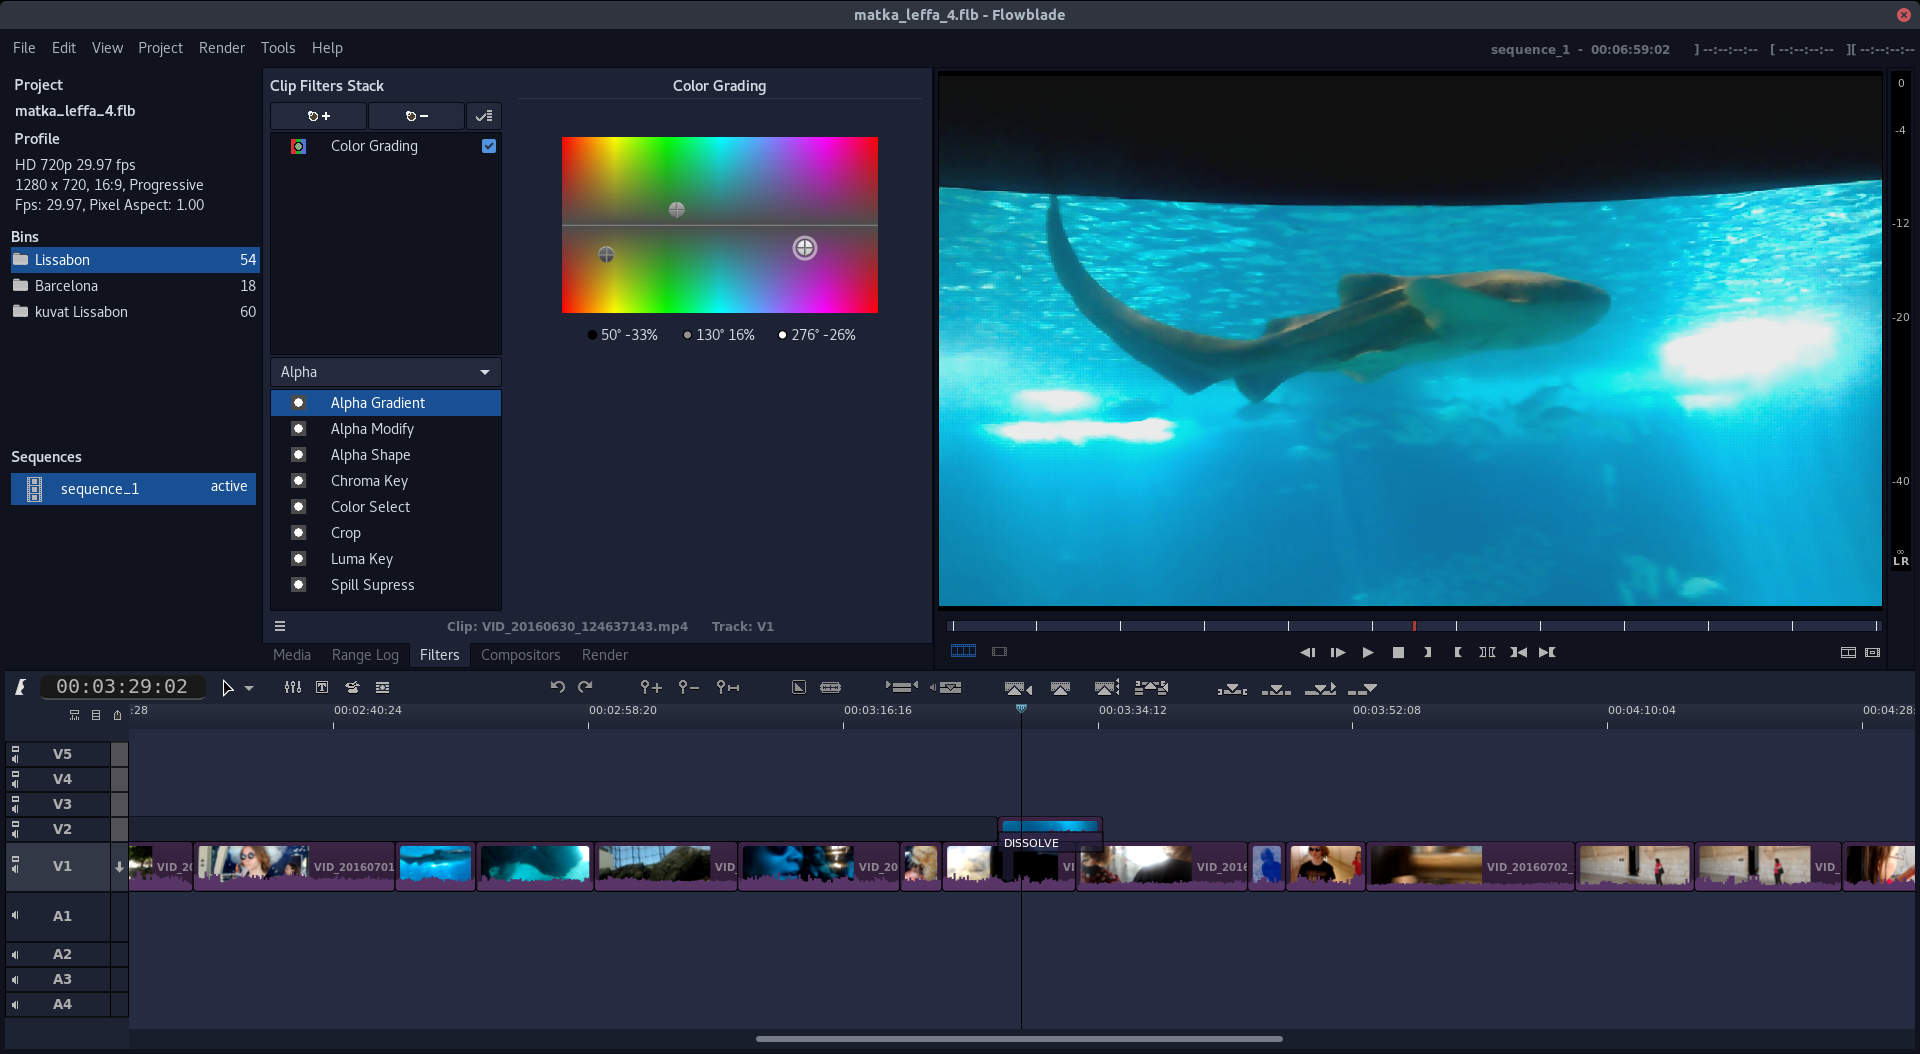 matka_leffa_4.flb - Flowblade
File Edit View Project Render Tools Help
sequence_1 - 00:06:59:02 ] --:--:--:-- [ --:--:--:-- ][ --:--:--:--
Project
matka_leffa_4.flb
Profile
HD 720p 29.97 fps
1280 x 720, 16:9, Progressive
Fps: 29.97, Pixel Aspect: 1.00
Bins
Lissabon 54
Barcelona 18
kuvat Lissabon 60
Sequences
sequence_1 active
Clip Filters Stack
Color Grading
Alpha
Alpha Gradient
Alpha Modify
Alpha Shape
Chroma Key
Color Select
Crop
Luma Key
Spill Supress
Color Grading
50° -33% 130° 16% 276° -26%
Clip: VID_20160630_124637143.mp4 Track: V1
Media Range Log Filters Compositors Render
0
-4
-12
-20
-40
∞
LR
00:03:29:02
:28 00:02:40:24 00:02:58:20 00:03:16:16 00:03:34:12 00:03:52:08 00:04:10:04 00:04:28:
V5
V4
V3
V2
DISSOLVE
V1 VID_20 VID_20160701 VID_ VID_20 VI VID_2016 VID_20160702_ VID_
A1
A2
A3
A4